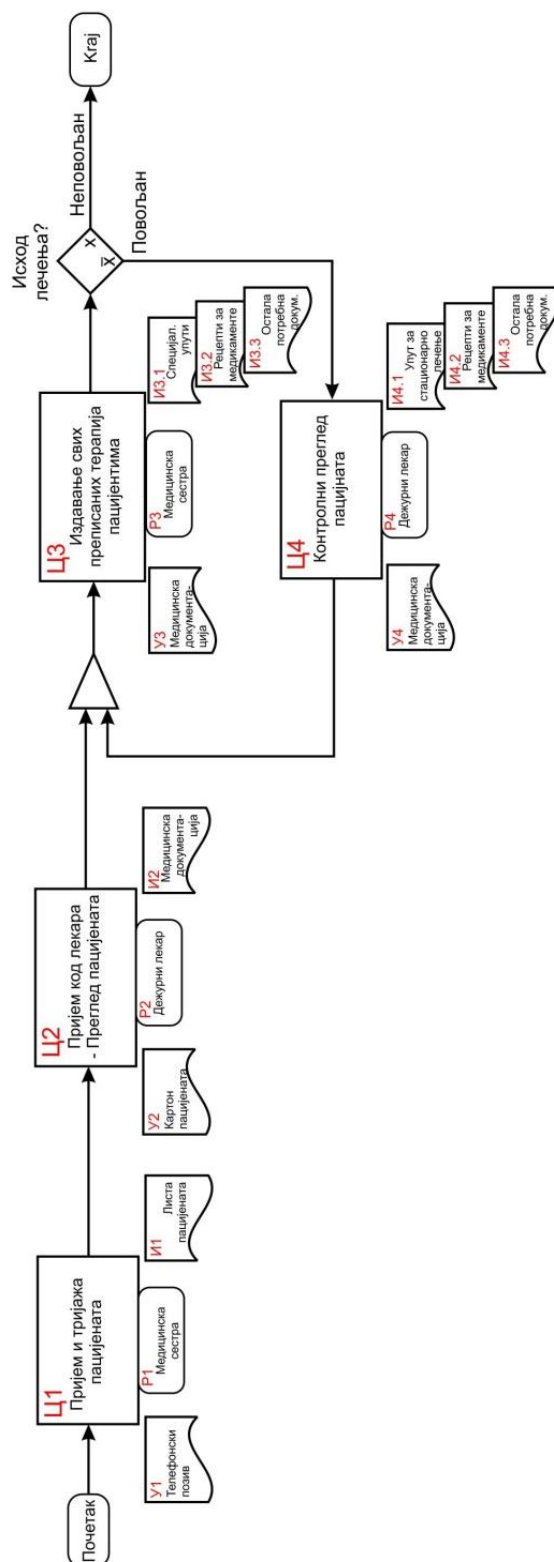 Почетак
Ц1
Пријем и тријажа
пацијената
У1
Телефонски
позив
Р1
Медицинска
сестра
И1
Листа
пацијената
Ц2
Пријем код лекара
- Преглед пацијената
У2
Картон
пацијената
Р2
Дежурни лекар
И2
Медицинска
документа-
ција
Ц3
Издавање свих
преписаних терапија
пацијентима
У3
Медицинска
документа-
ција
Р3
Медицинска
сестра
И3.1
Специјал.
упути
И3.2
Рецепти за
медикаменте
И3.3
Остала
потребна
докум.
Исход
лечења?
x
x̅
Неповољан
Повољан
Kraj
Ц4
Контролни преглед
пацијната
У4
Медицинска
документа-
ција
Р4
Дежурни лекар
И4.1
Упут за
стационарно
лечење
И4.2
Рецепти за
медикаменте
И4.3
Остала
потребна
докум.